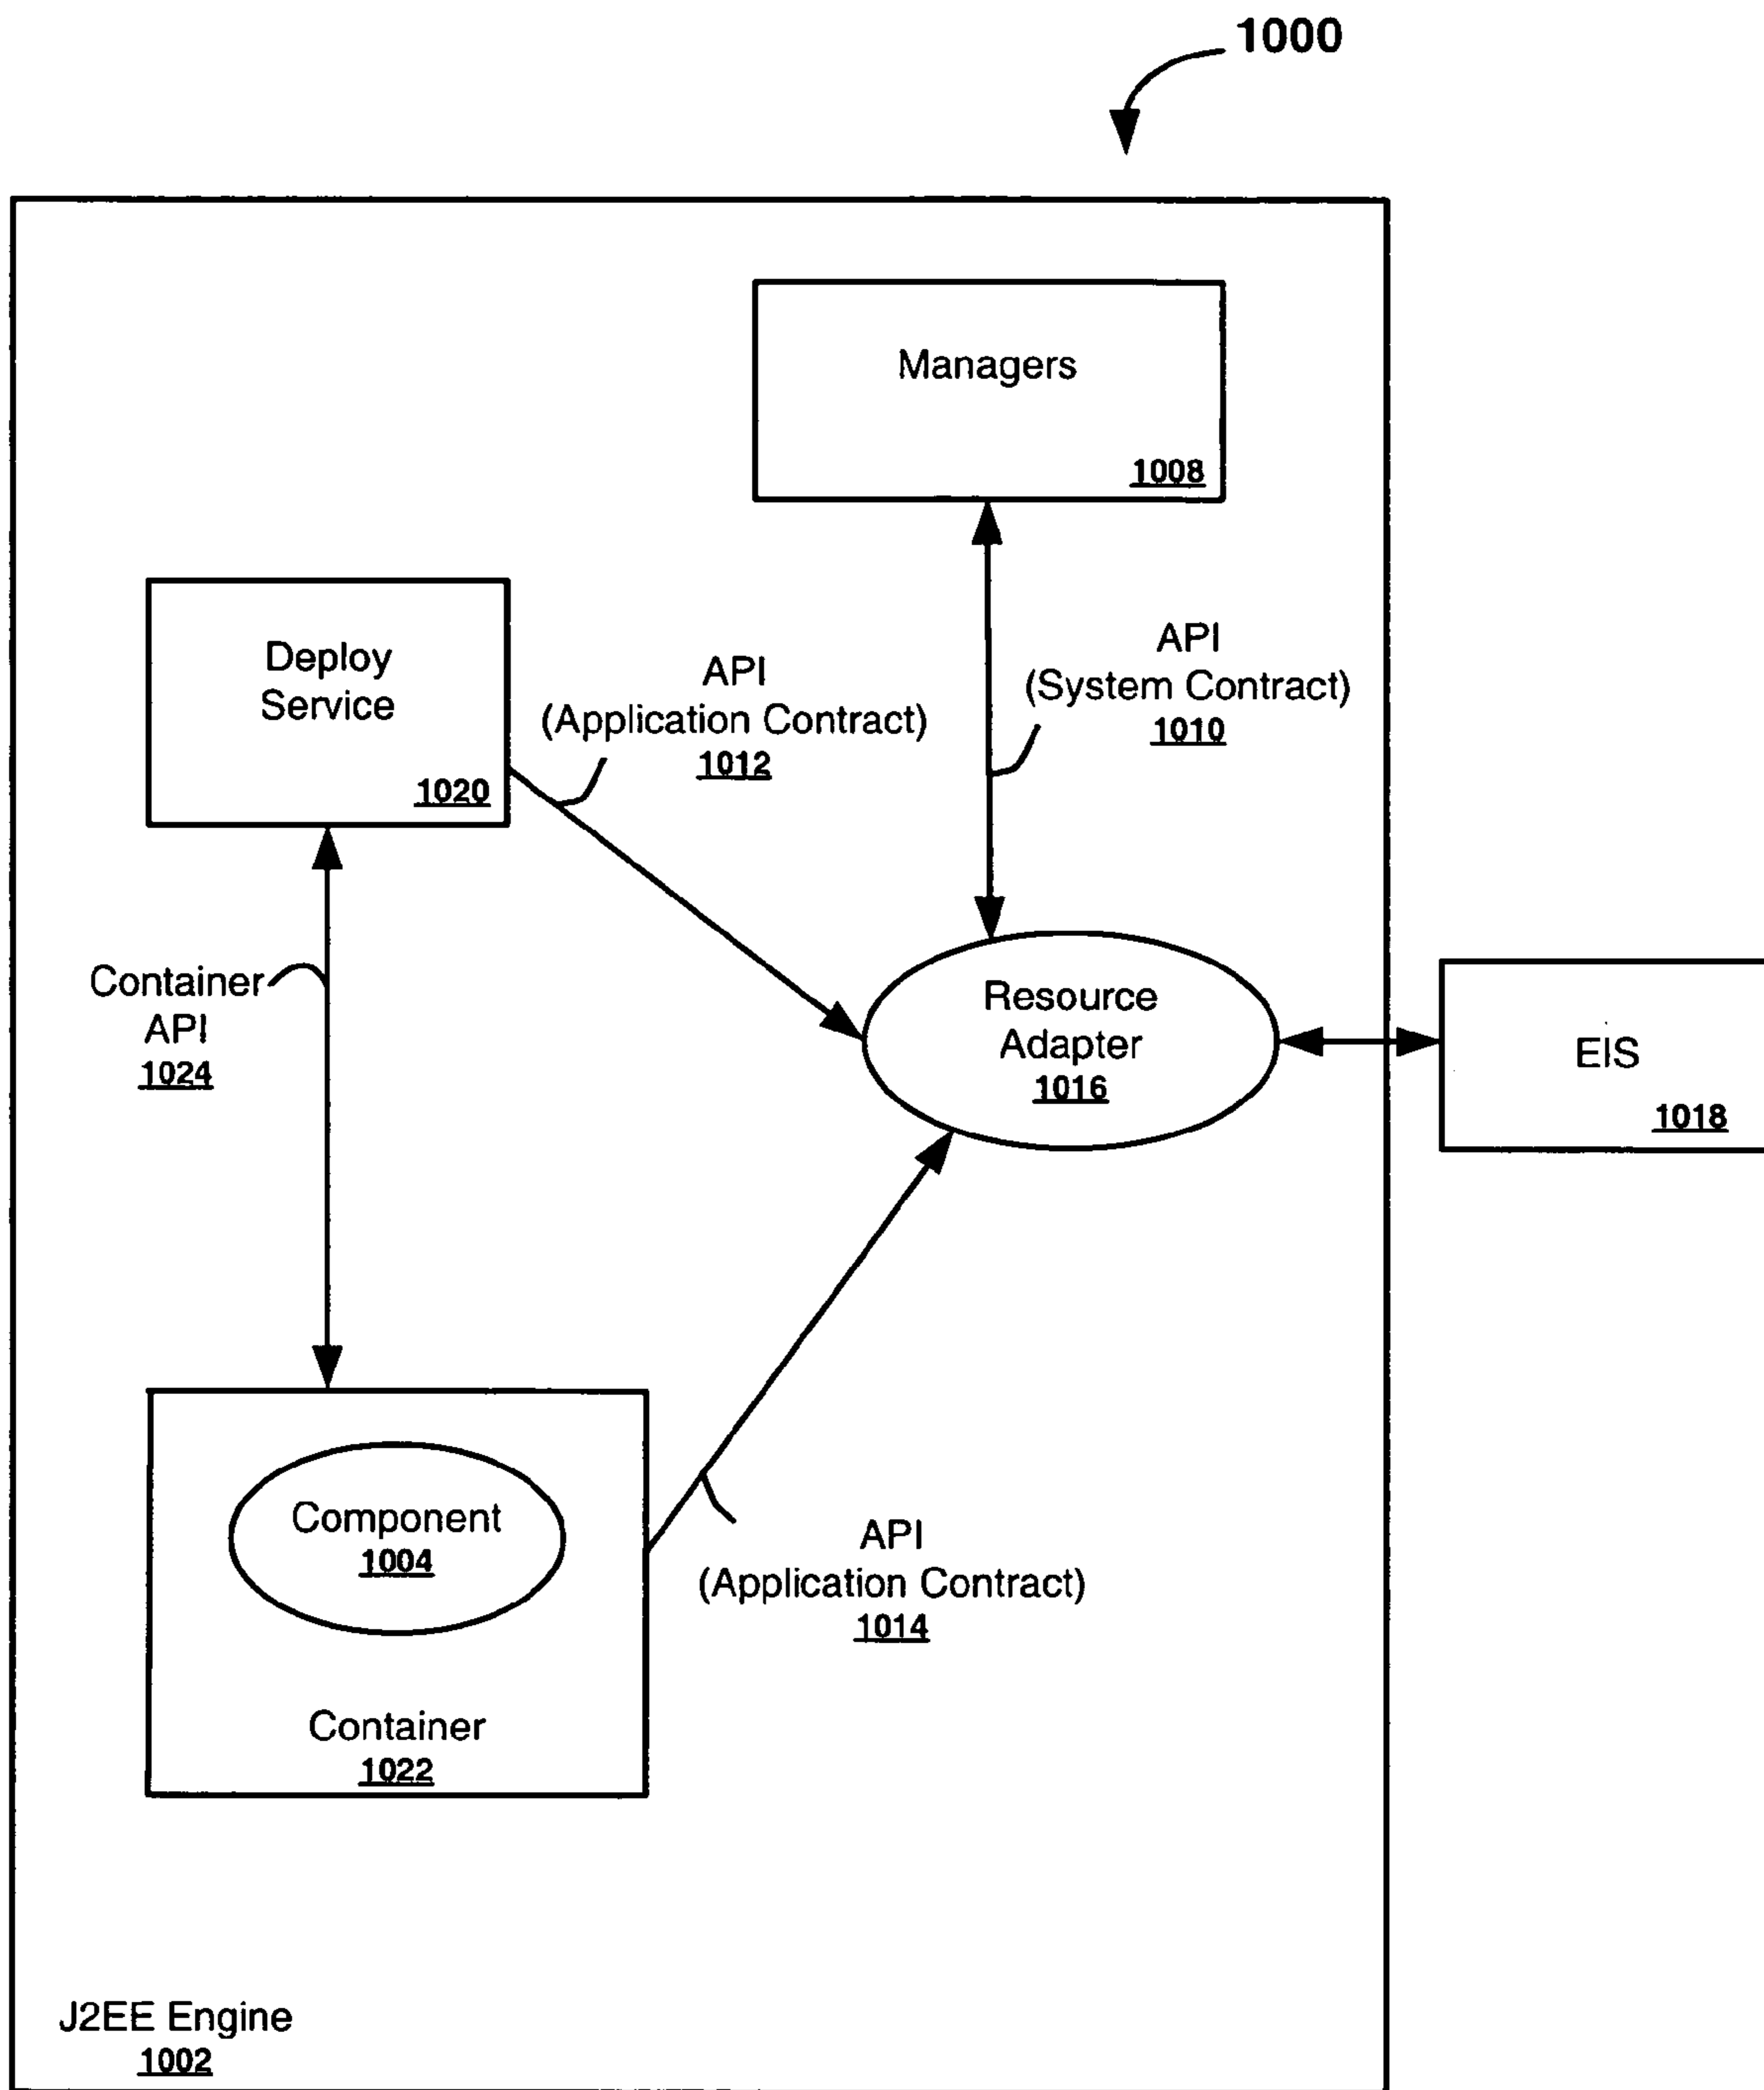 1000
Managers
1008
Deploy
Service
1020
API
(Application Contract)
1012
API
(System Contract)
1010
Container
API
1024
Resource
Adapter
1016
EIS
1018
Component
1004
Container
1022
API
(Application Contract)
1014
J2EE Engine
1002